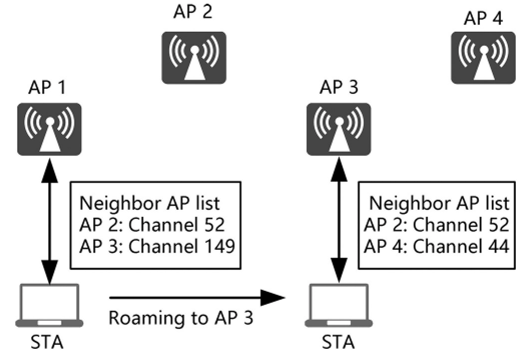 AP 2
AP 4
AP 1
AP 3
Neighbor AP list
AP 2: Channel 52
AP 3: Channel 149
Neighbor AP list
AP 2: Channel 52
AP 4: Channel 44
Roaming to AP 3
STA
STA